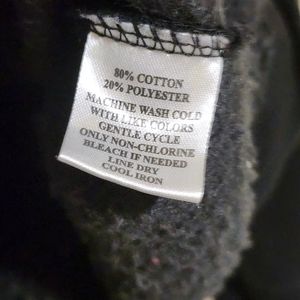 80% COTTON
20% POLYESTER
MACHINE WASH COLD
WITH LIKE COLORS
GENTLE CYCLE
ONLY NON-CHLORINE
BLEACH IF NEEDED
LINE DRY
COOL IRON